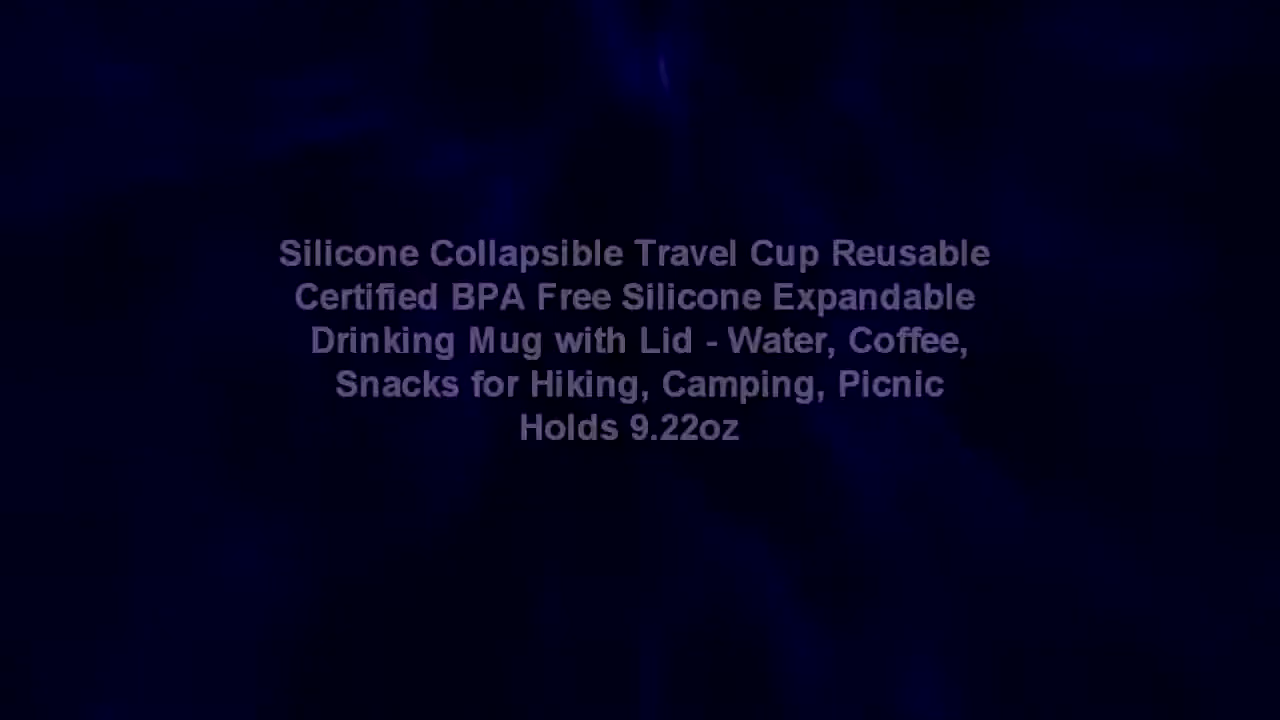 Silicone Collapsible Travel Cup Reusable
Certified BPA Free Silicone Expandable
Drinking Mug with Lid - Water, Coffee,
Snacks for Hiking, Camping, Picnic
Holds 9.22oz